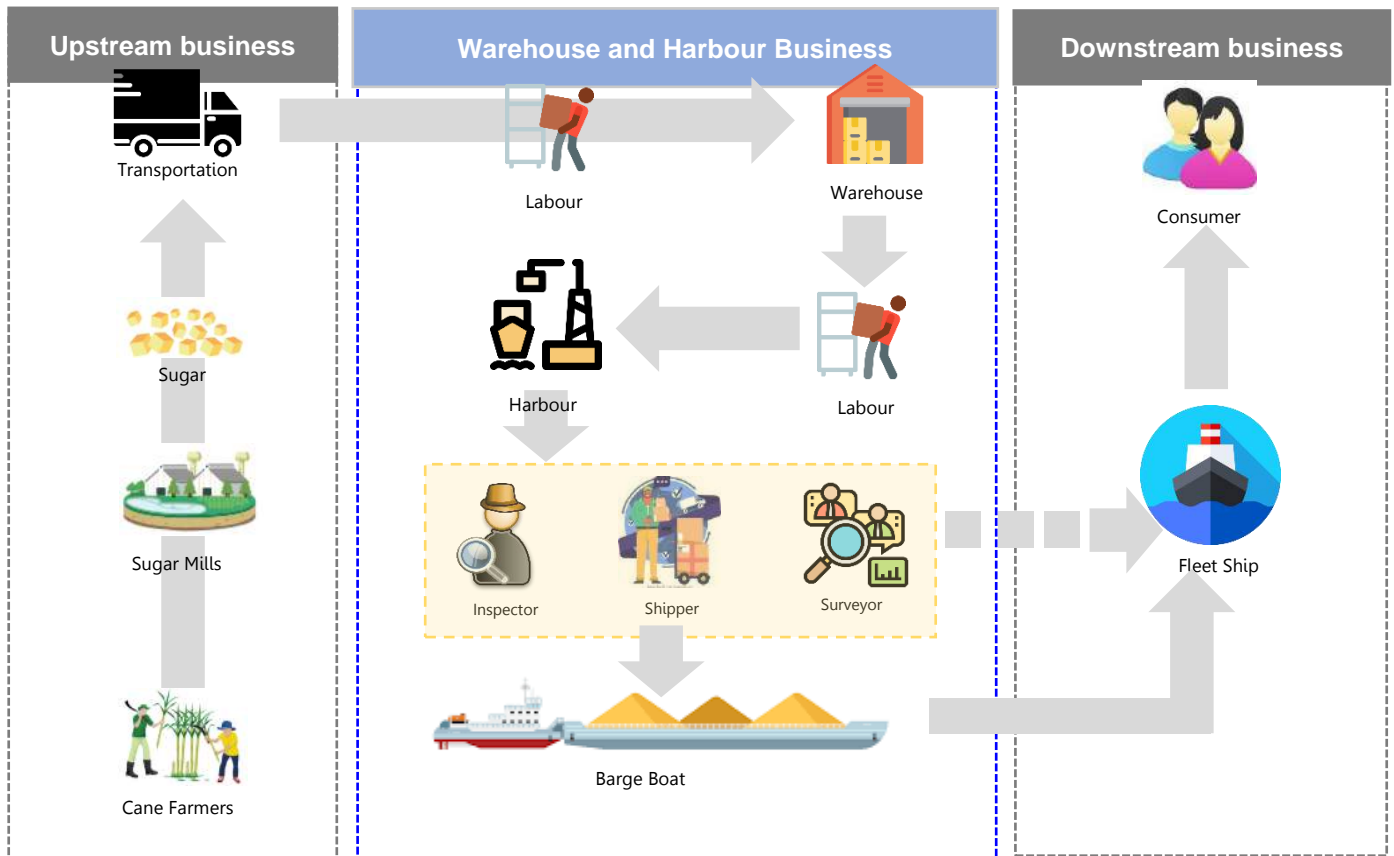 Upstream business
Warehouse and Harbour Business
Downstream business
Transportation
Labour
Warehouse
Consumer
Sugar
Harbour
Labour
Sugar Mills
Fleet Ship
Inspector
Shipper
Surveyor
Barge Boat
Cane Farmers